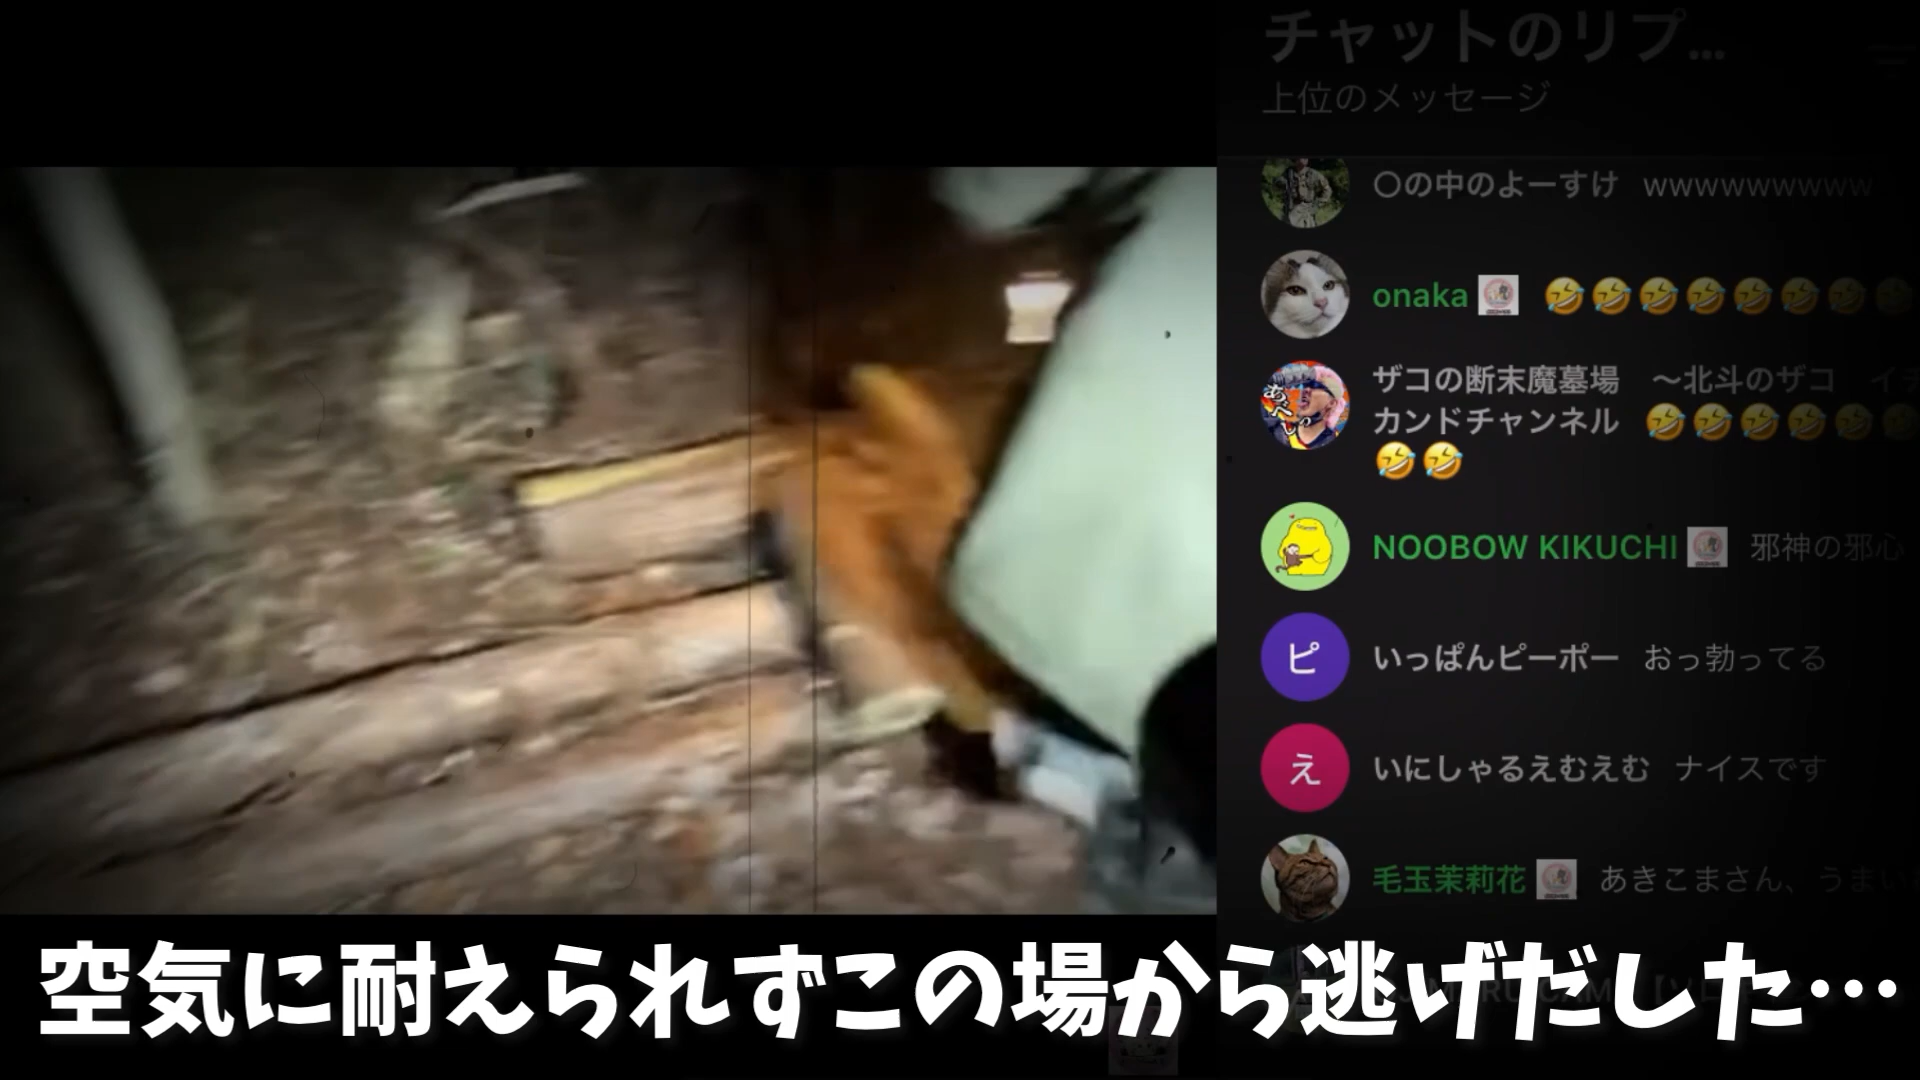 チャットのリプ…
上位のメッセージ
〇の中のよーすけ wwwwwwwwww
onaka 🤣🤣🤣🤣🤣🤣🤣🤣
ザコの断末魔墓場 ～北斗のザコ イチ
カンドチャンネル 🤣🤣🤣🤣🤣🤣
🤣🤣
NOOBOW KIKUCHI 邪神の邪心
ピ いっぱんピーポー おっ勃ってる
え いにしゃるえむえむ ナイスです
毛玉茉莉花 あきこまさん、うまい
空気に耐えられずこの場から逃げだした…